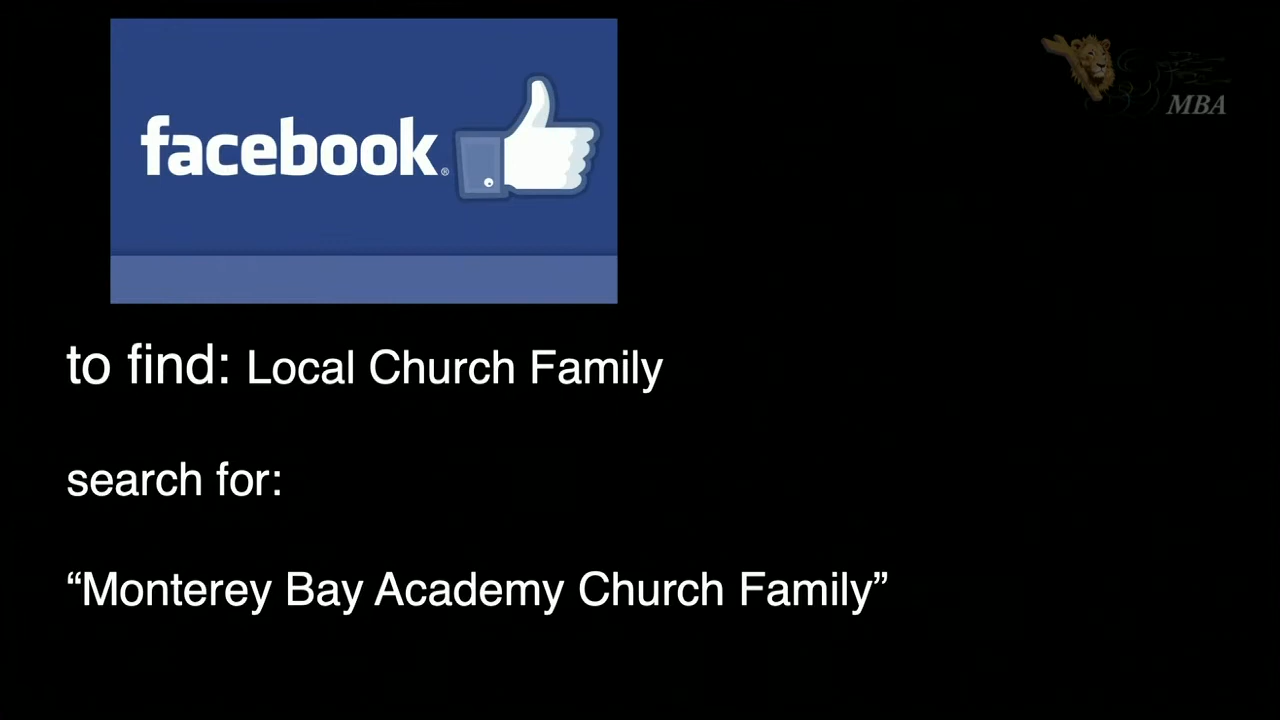 facebook®
MBA
to find: Local Church Family
search for:
“Monterey Bay Academy Church Family”